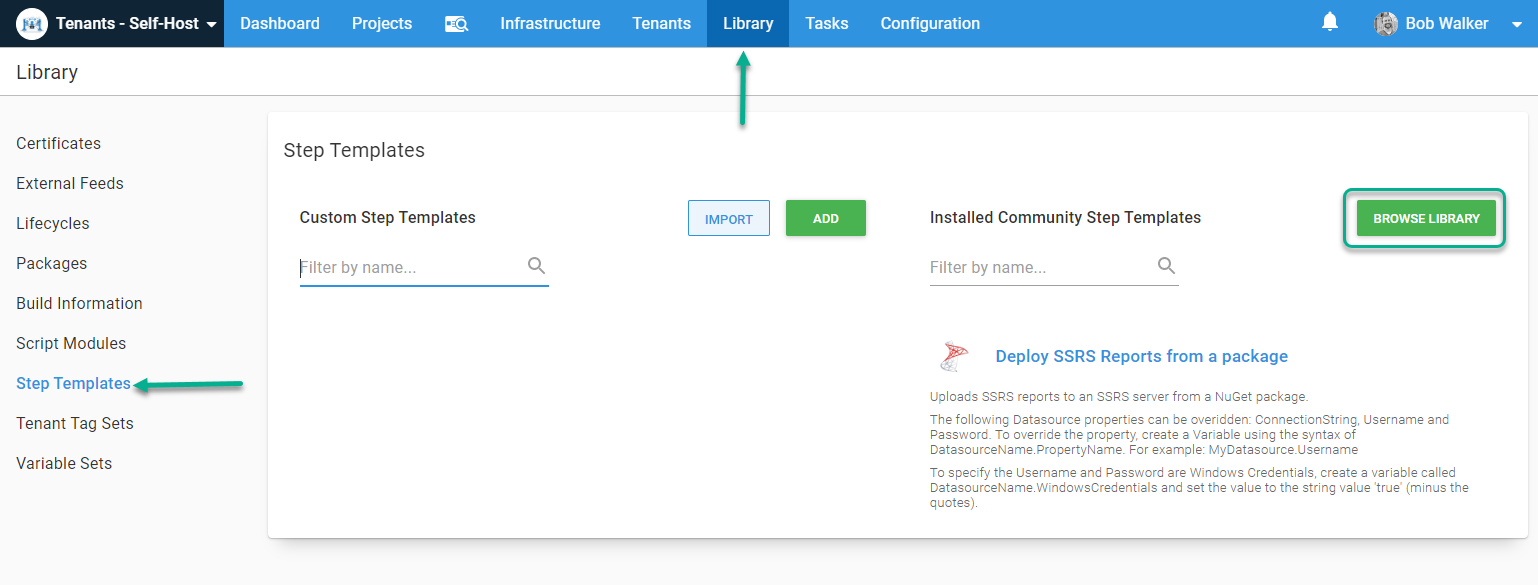 Tenants - Self-Host Dashboard Projects Infrastructure Tenants Library Tasks Configuration Bob Walker
Library
Certificates
External Feeds
Lifecycles
Packages
Build Information
Script Modules
Step Templates
Tenant Tag Sets
Variable Sets
Step Templates
Custom Step Templates IMPORT ADD
Filter by name...
Installed Community Step Templates BROWSE LIBRARY
Filter by name...
Deploy SSRS Reports from a package
Uploads SSRS reports to an SSRS server from a NuGet package.
The following Datasource properties can be overidden: ConnectionString, Username and
Password. To override the property, create a Variable using the syntax of
DatasourceName.PropertyName. For example: MyDatasource.Username
To specify the Username and Password are Windows Credentials, create a variable called
DatasourceName.WindowsCredentials and set the value to the string value 'true' (minus the
quotes).